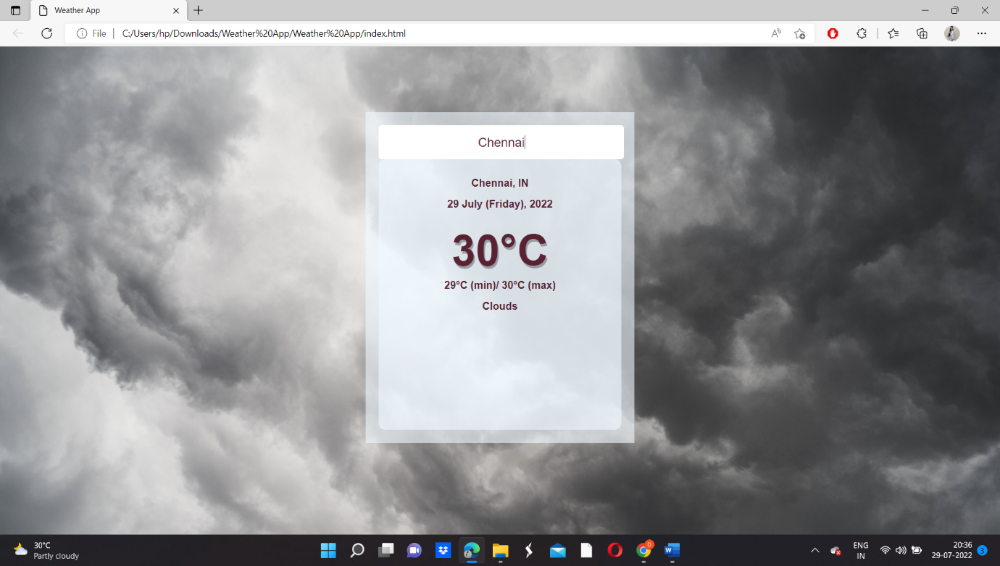 Weather App
File
C:/Users/hp/Downloads/Weather%20App/Weather%20App/index.html
Chennai
Chennai, IN
29 July (Friday), 2022
30°C
29°C (min)/ 30°C (max)
Clouds
30°C
Partly cloudy
ENG
IN
20:36
29-07-2022
3